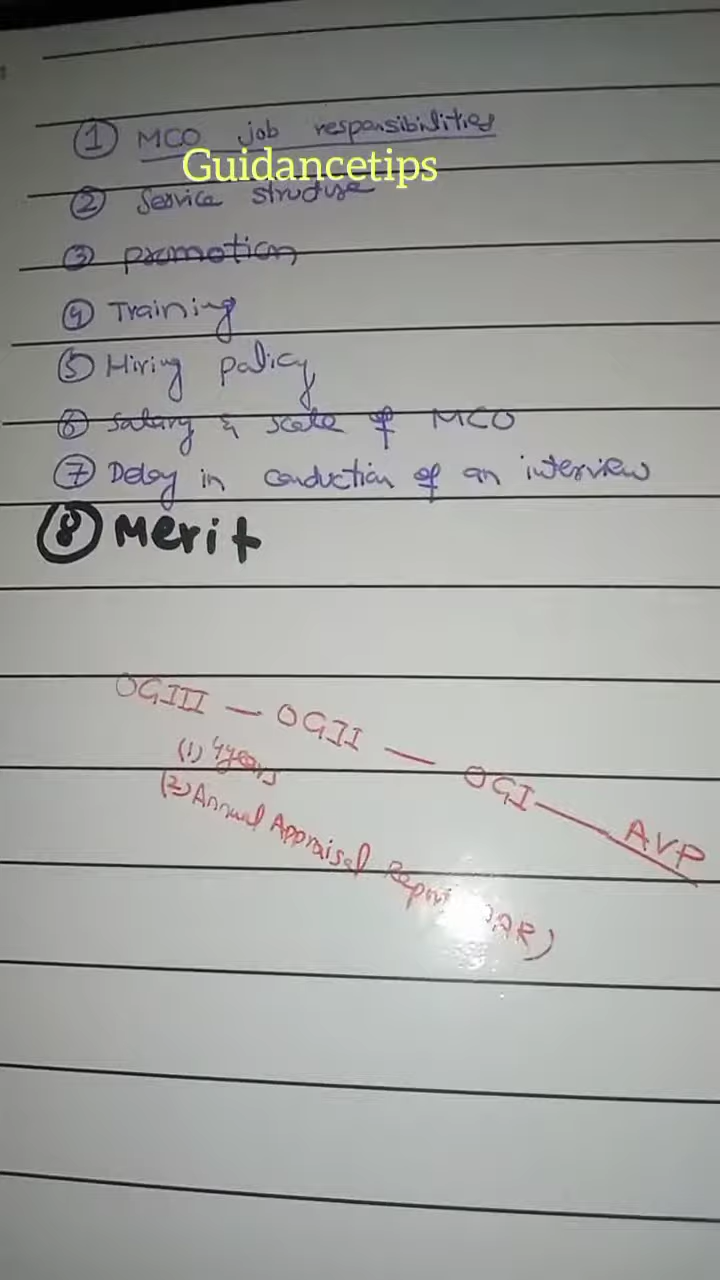 ① MCO job responsibilities
Guidancetips
② Service structure
③ promotion
④ Training
⑤ Hiring policy
⑥ Salary & scale of MCO
⑦ Delay in conduction of an interview
⑧ Merit
OGIII — OGII — OGI — AVP
(1) 4 years
(2) Annual Appraisal